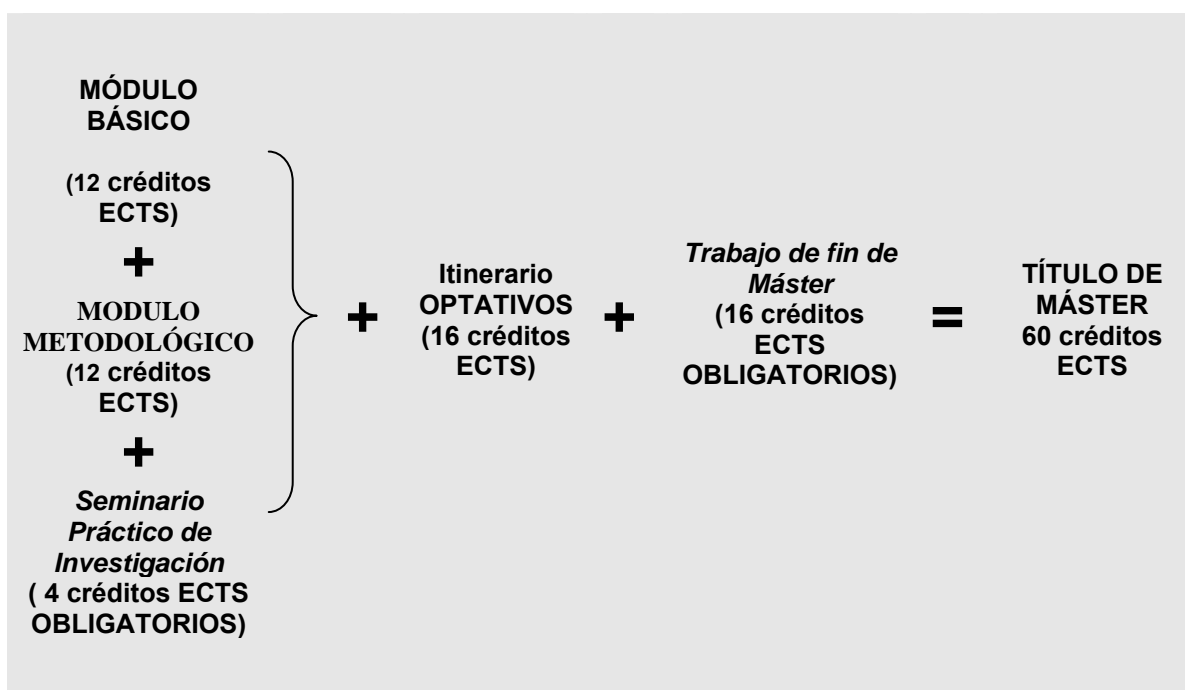 MÓDULO
BÁSICO
(12 créditos
ECTS)
+
MODULO
METODOLÓGICO
(12 créditos
ECTS)
+
Seminario
Práctico de
Investigación
( 4 créditos ECTS
OBLIGATORIOS)
+
Itinerario
OPTATIVOS
(16 créditos
ECTS)
+
Trabajo de fin de
Máster
(16 créditos
ECTS
OBLIGATORIOS)
=
TÍTULO DE
MÁSTER
60 créditos
ECTS